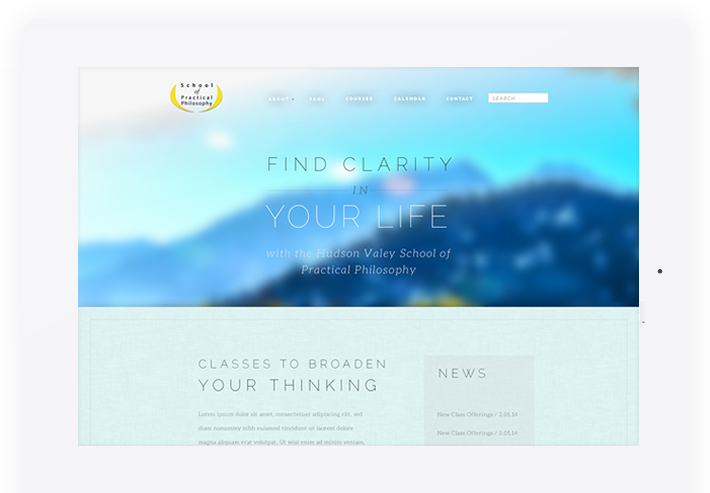 School
of
Practical
Philosophy
ABOUT
FAQs
COURSES
CALENDAR
CONTACT
SEARCH
FIND CLARITY
IN
YOUR LIFE
with the Hudson Valey School of
Practical Philosophy
CLASSES TO BROADEN
YOUR THINKING
Lorem ipsum dolor sit amet, consectetuer adipiscing elit, sed
diam nonummy nibh euismod tincidunt ut laoreet dolore
magna aliquam erat volutpat. Ut wisi enim ad minim veniam,
NEWS
New Class Offerings / 2.03.14
New Class Offerings / 2.03.14